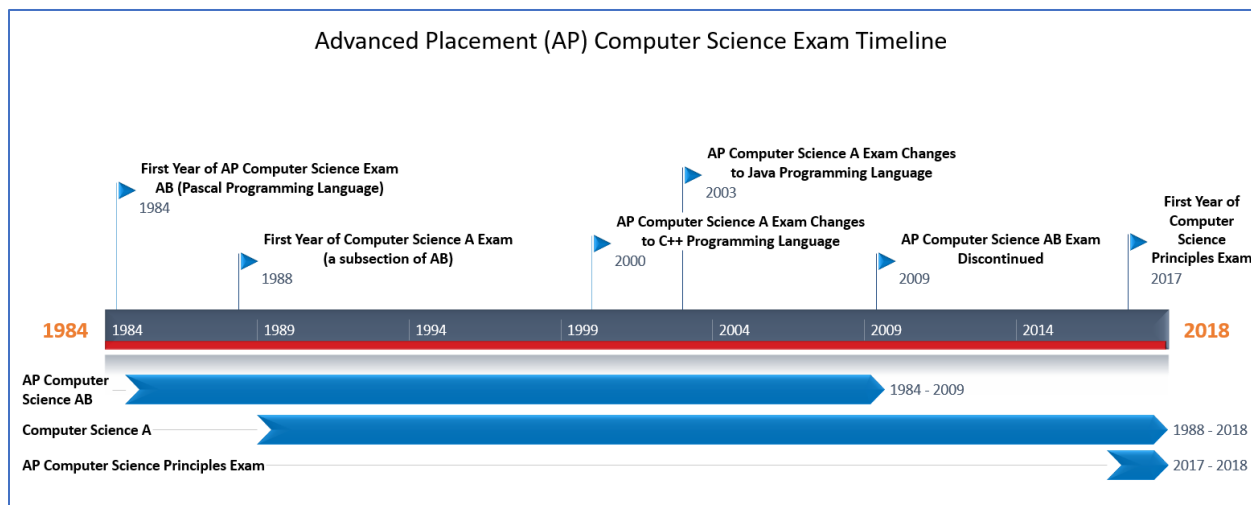 Advanced Placement (AP) Computer Science Exam Timeline
First Year of AP Computer Science Exam
AB (Pascal Programming Language)
1984
First Year of Computer Science A Exam
(a subsection of AB)
1988
AP Computer Science A Exam Changes
to C++ Programming Language
2000
AP Computer Science A Exam Changes
to Java Programming Language
2003
AP Computer Science AB Exam
Discontinued
2009
First Year of
Computer
Science
Principles Exam
2017
1984
1984
1989
1994
1999
2004
2009
2014
2018
AP Computer
Science AB
1984 - 2009
Computer Science A
1988 - 2018
AP Computer Science Principles Exam
2017 - 2018